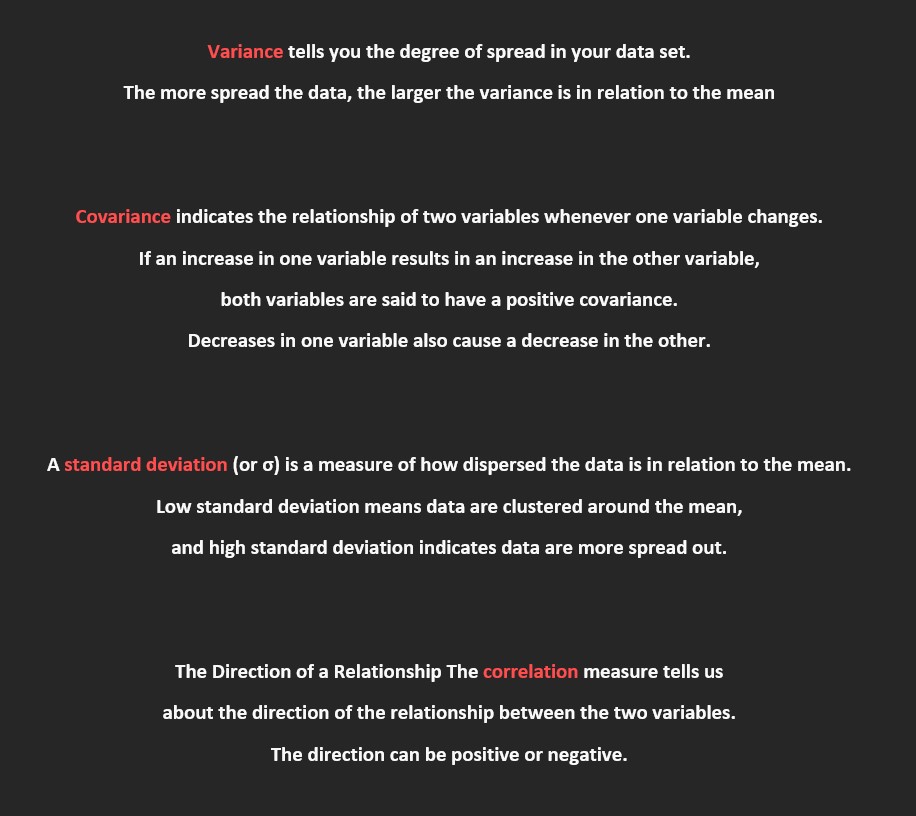 Variance tells you the degree of spread in your data set.
The more spread the data, the larger the variance is in relation to the mean
Covariance indicates the relationship of two variables whenever one variable changes.
If an increase in one variable results in an increase in the other variable,
both variables are said to have a positive covariance.
Decreases in one variable also cause a decrease in the other.
A standard deviation (or σ) is a measure of how dispersed the data is in relation to the mean.
Low standard deviation means data are clustered around the mean,
and high standard deviation indicates data are more spread out.
The Direction of a Relationship The correlation measure tells us
about the direction of the relationship between the two variables.
The direction can be positive or negative.